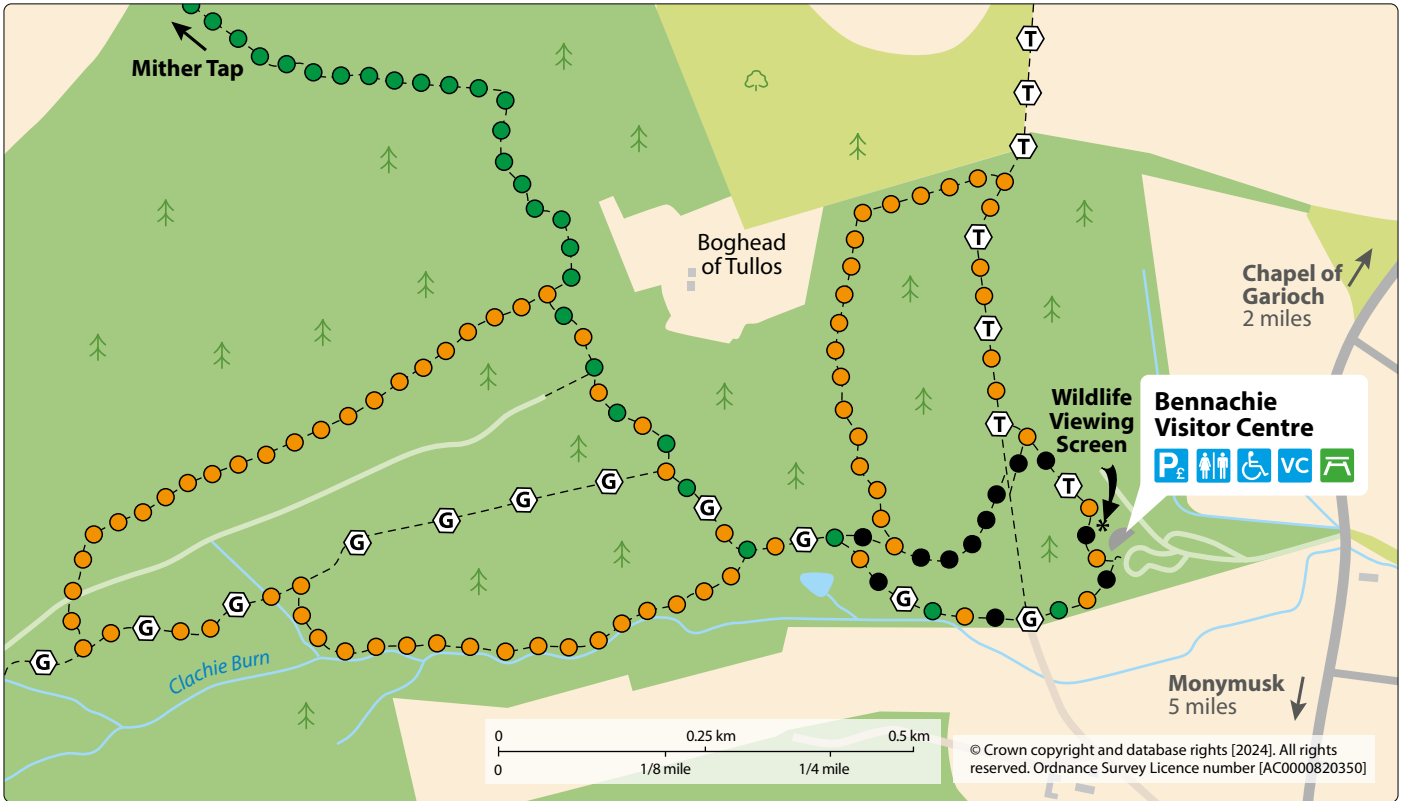 T
T
T
Mither Tap
T
Boghead
of Tullos
Chapel of
Garioch
2 miles
T
Wildlife
Viewing
Screen
Bennachie
Visitor Centre
P£
VC
T
T
G
G
G
G
G
G
G
G
G
G
G
Clachie Burn
Monymusk
5 miles
0 0.25 km 0.5 km
0 1/8 mile 1/4 mile
© Crown copyright and database rights [2024]. All rights
reserved. Ordnance Survey Licence number [AC0000820350]